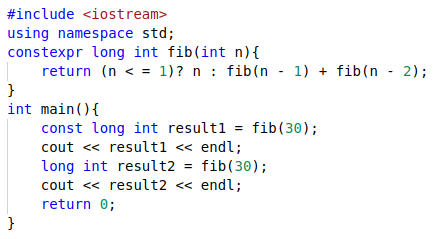 #include <iostream>
using namespace std;
constexpr long int fib(int n){
    return (n < = 1)? n : fib(n - 1) + fib(n - 2);
}
int main(){
    const long int result1 = fib(30);
    cout << result1 << endl;
    long int result2 = fib(30);
    cout << result2 << endl;
    return 0;
}